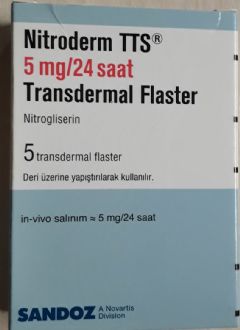 Nitroderm TTS®
5 mg/24 saat
Transdermal Flaster
Nitrogliserin
5 transdermal flaster
Deri üzerine yapıştırılarak kullanılır.
in-vivo salınım ≈ 5 mg/24 saat
SANDOZ A Novartis
Division